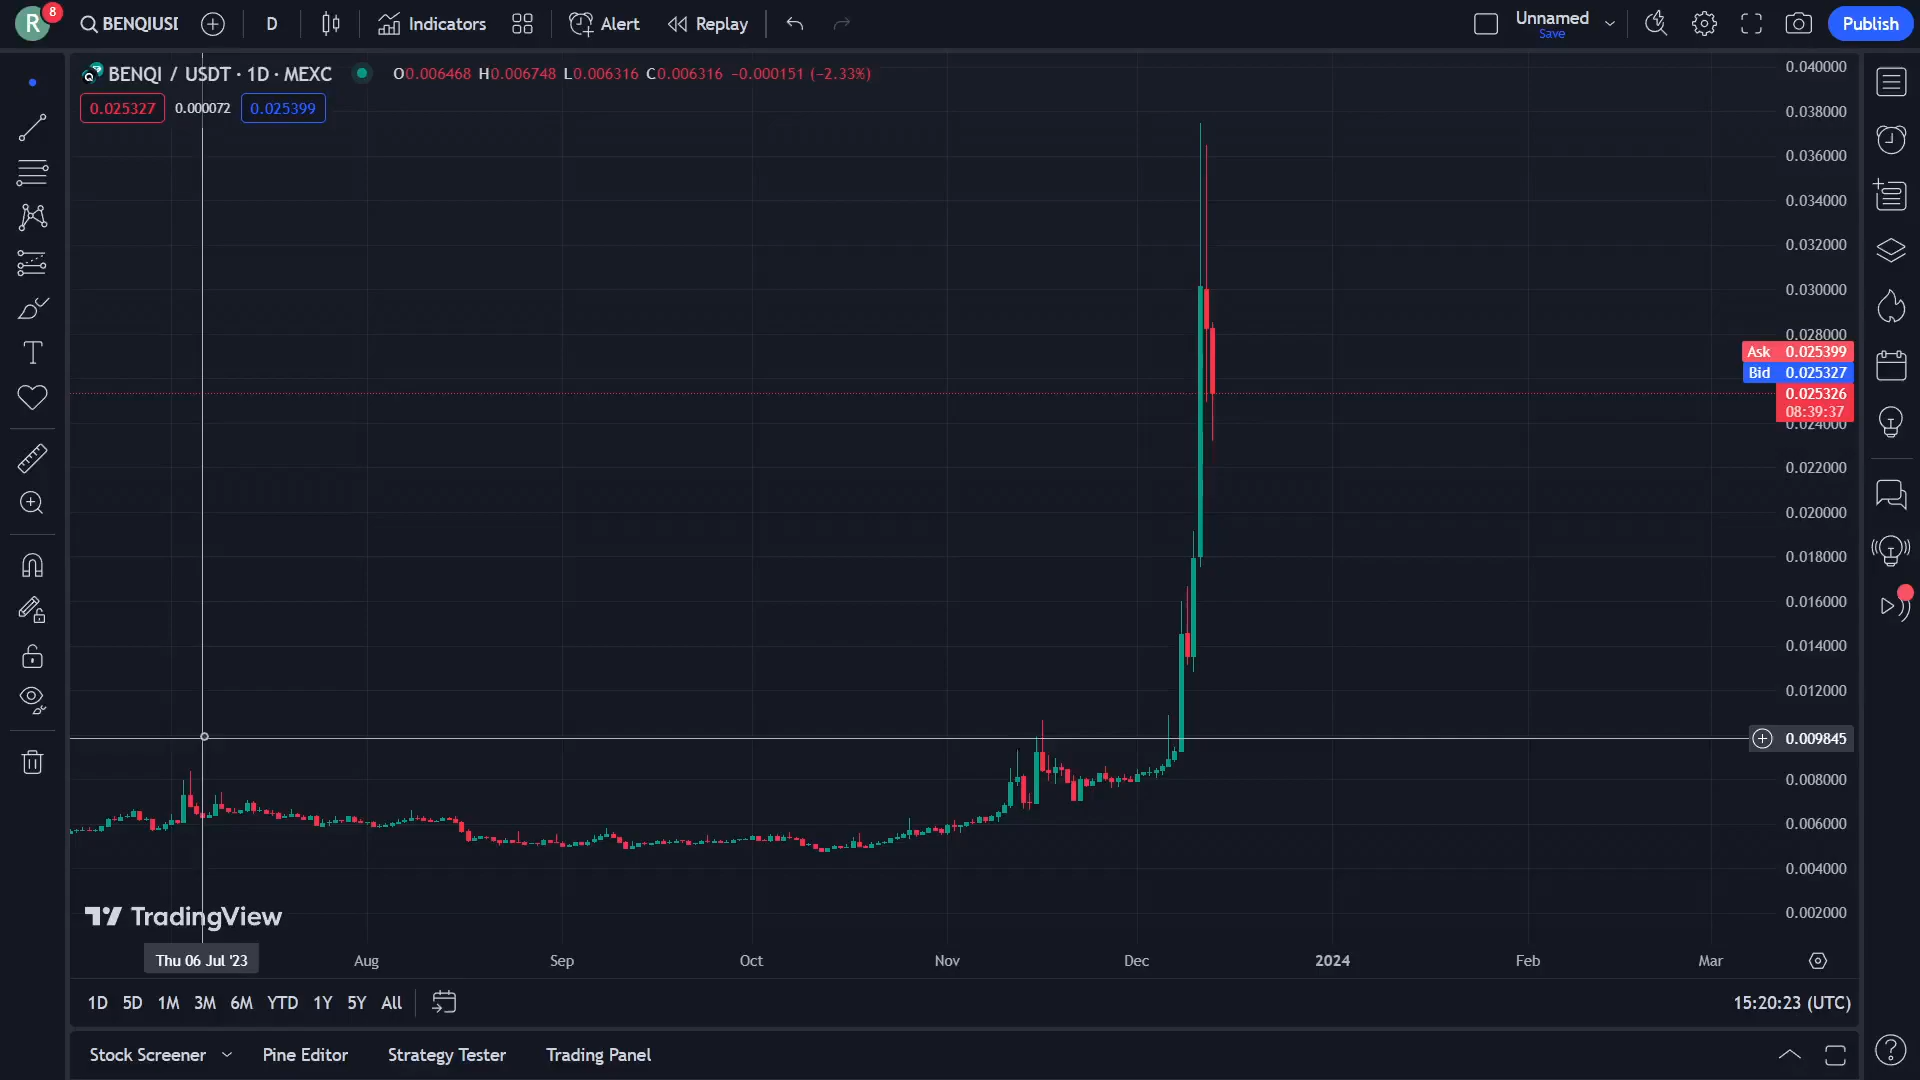 R 8 BENQIUSD D Indicators Alert Replay Unnamed Save Publish
BENQI / USDT · 1D · MEXC O0.006468 H0.006748 L0.006316 C0.006316 −0.000151 (−2.33%)
0.025327 0.000072 0.025399
0.040000
0.038000
0.036000
0.034000
0.032000
0.030000
0.028000
Ask 0.025399
Bid 0.025327
0.025326
08:39:37
0.024000
0.022000
0.020000
0.018000
0.016000
0.014000
0.012000
0.009845
0.008000
0.006000
0.004000
0.002000
TradingView
Thu 06 Jul '23 Aug Sep Oct Nov Dec 2024 Feb Mar
1D 5D 1M 3M 6M YTD 1Y 5Y All 15:20:23 (UTC)
Stock Screener Pine Editor Strategy Tester Trading Panel